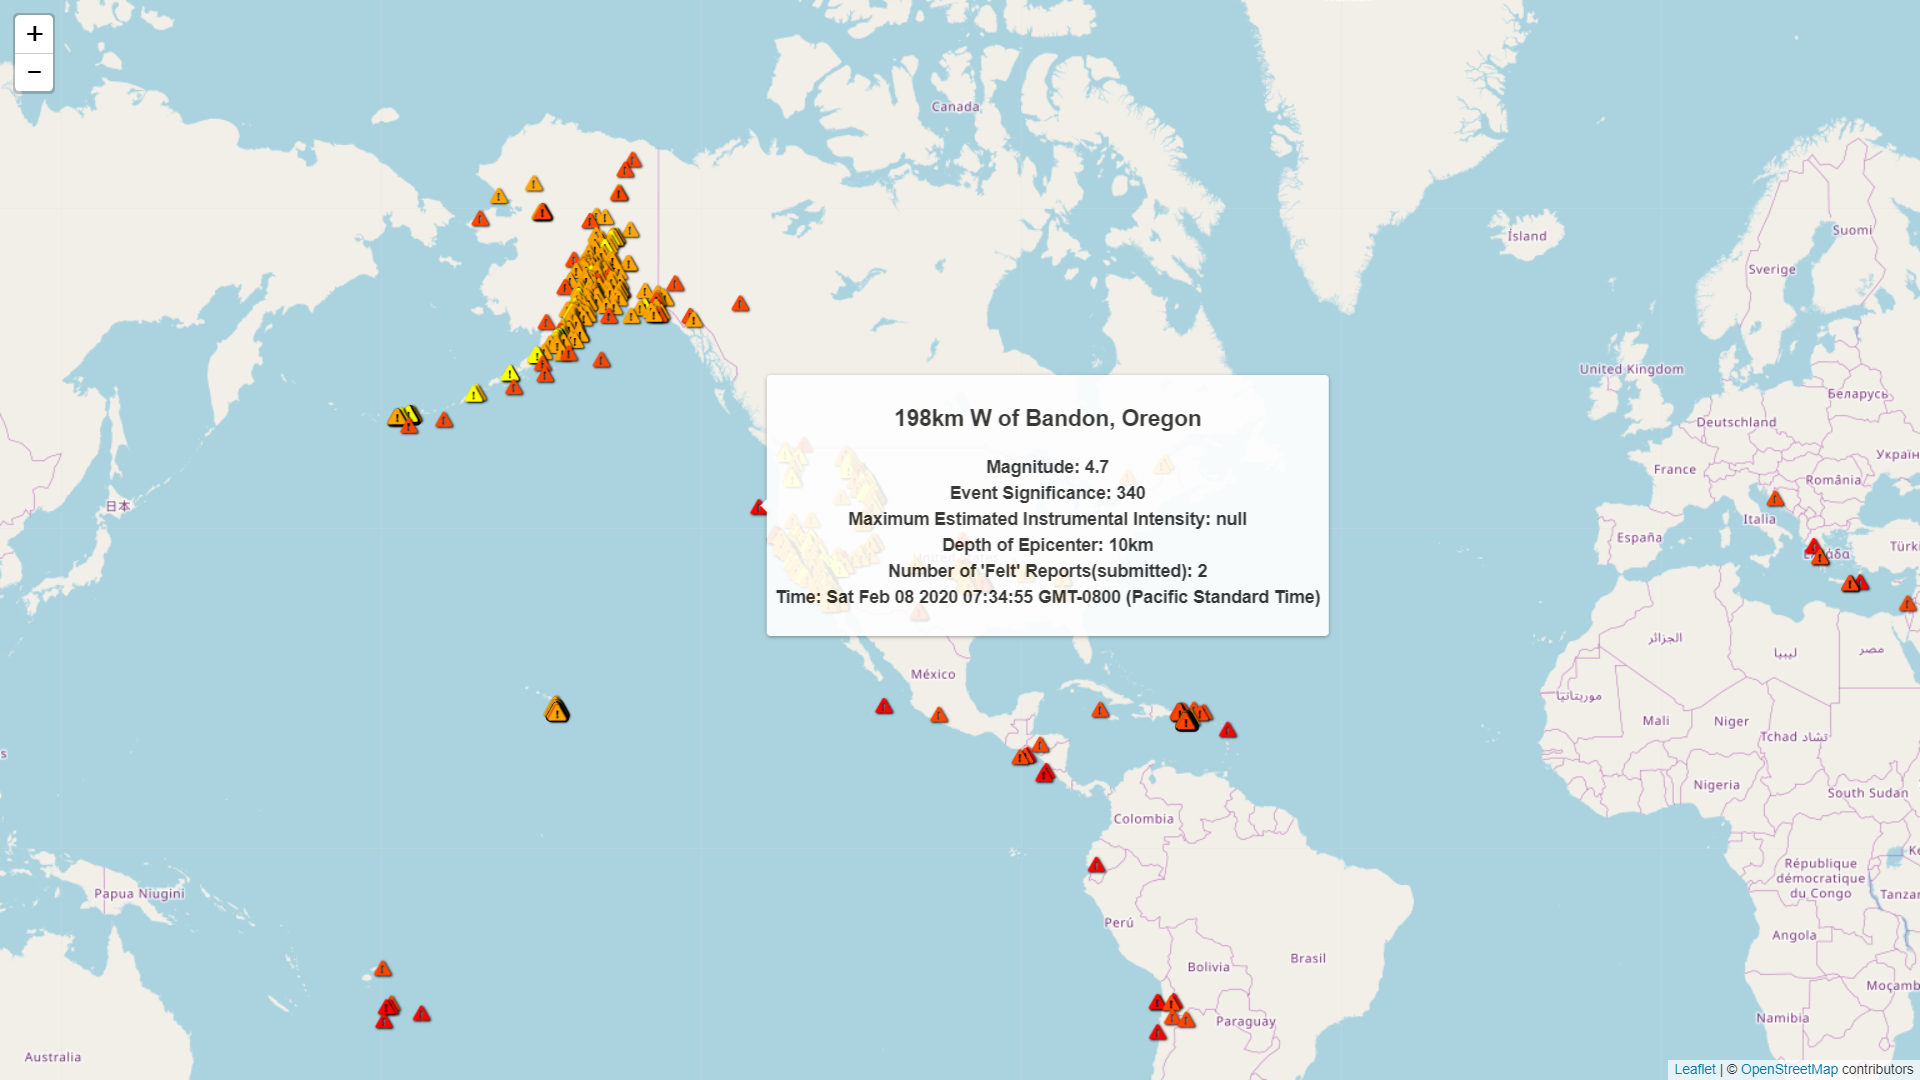 +
−
Canada
Ísland
Suomi
Sverige
United Kingdom
Беларусь
Deutschland
Україн
France
România
Italia
España
Türki
日本
198km W of Bandon, Oregon
Magnitude: 4.7
Event Significance: 340
Maximum Estimated Instrumental Intensity: null
Depth of Epicenter: 10km
Number of 'Felt' Reports(submitted): 2
Time: Sat Feb 08 2020 07:34:55 GMT-0800 (Pacific Standard Time)
México
الجزائر
ليبيا
مصر
موريتانيا
Mali
Niger
Tchad تشاد
Nigeria
South Sudan
Colombia
République
démocratique
du Congo
Ke
Tanzan
Papua Niugini
Perú
Angola
Brasil
Bolivia
Moçamb
Namibia
Paraguay
Australia
Leaflet | © OpenStreetMap contributors